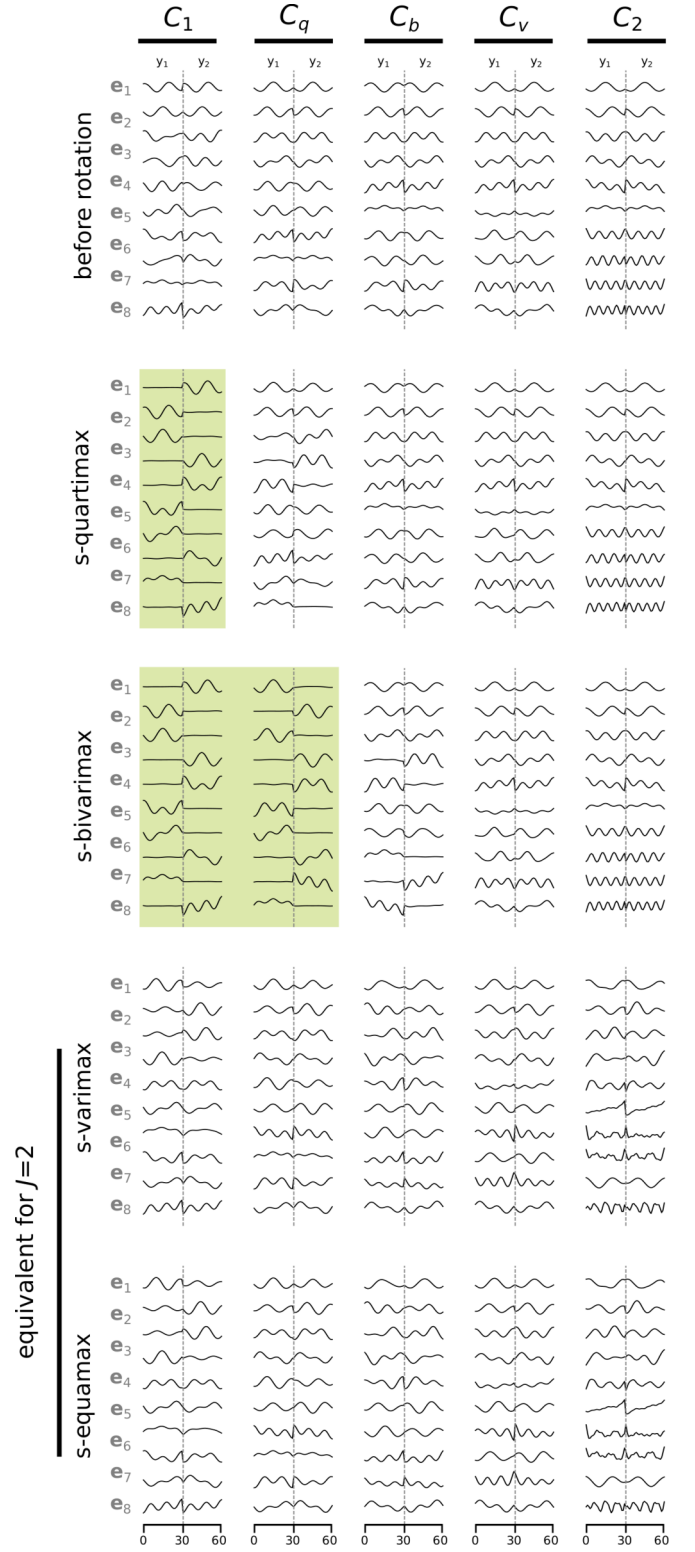 C1 Cq Cb Cv C2
y1 y2 y1 y2 y1 y2 y1 y2 y1 y2
before rotation
e1
e2
e3
e4
e5
e6
e7
e8
s-quartimax
e1
e2
e3
e4
e5
e6
e7
e8
s-bivarimax
e1
e2
e3
e4
e5
e6
e7
e8
equivalent for J=2
s-varimax
e1
e2
e3
e4
e5
e6
e7
e8
s-equamax
e1
e2
e3
e4
e5
e6
e7
e8
0 30 60 0 30 60 0 30 60 0 30 60 0 30 60